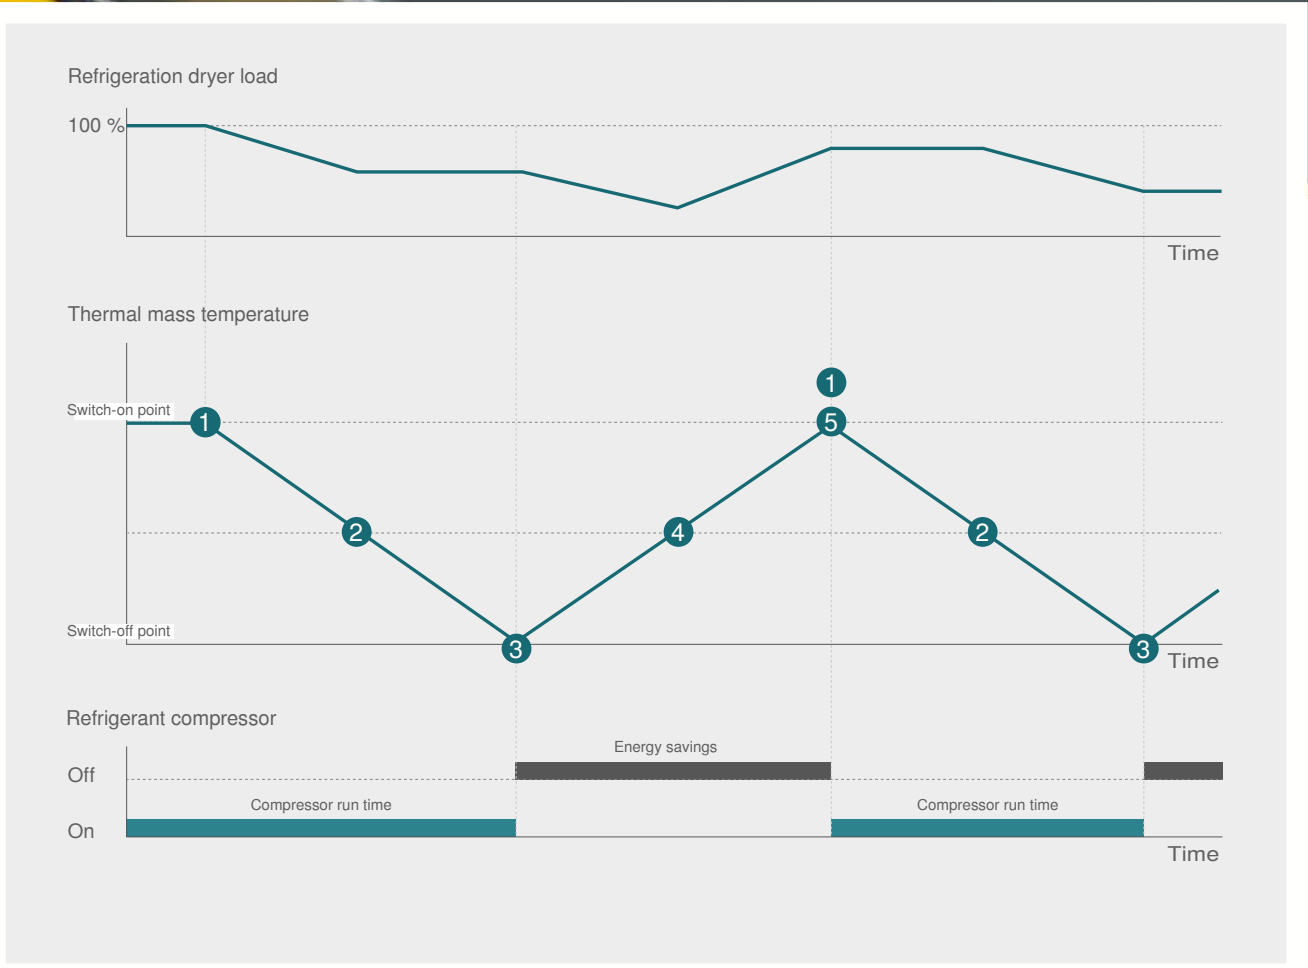 Refrigeration dryer load
100 %
Time
Thermal mass temperature
1
Switch-on point
1
5
2
4
2
Switch-off point
3
3
Time
Refrigerant compressor
Energy savings
Off
Compressor run time
Compressor run time
On
Time